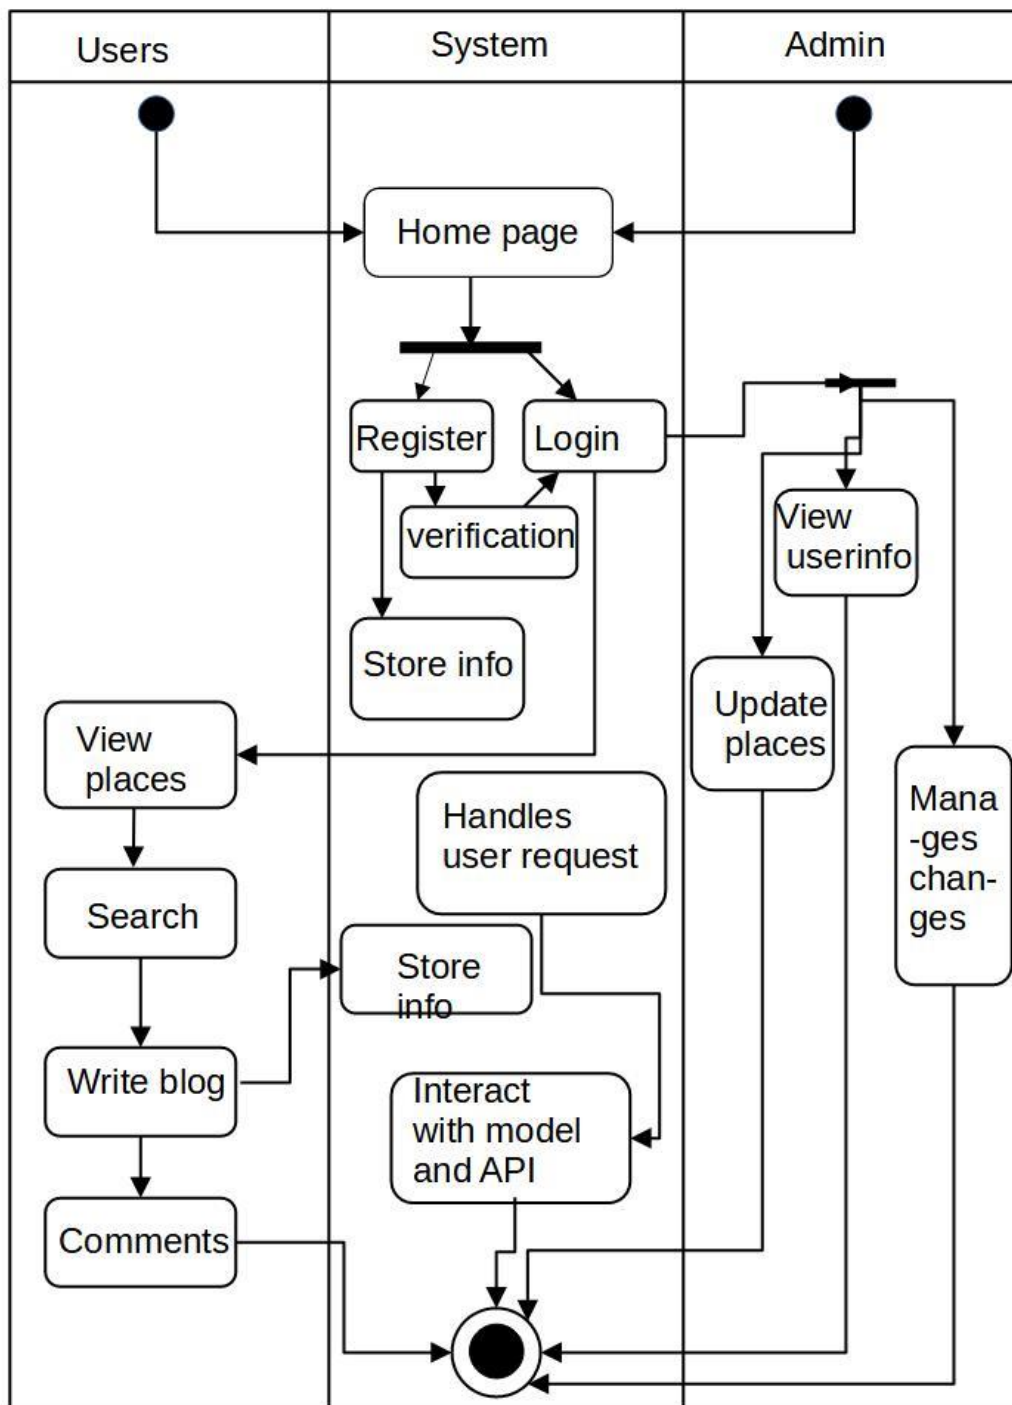 Users
System
Admin
Home page
Register
Login
verification
View
userinfo
Store info
Update
places
View
places
Mana
-ges
chan-
ges
Handles
user request
Search
Store
info
Write blog
Interact
with model
and API
Comments